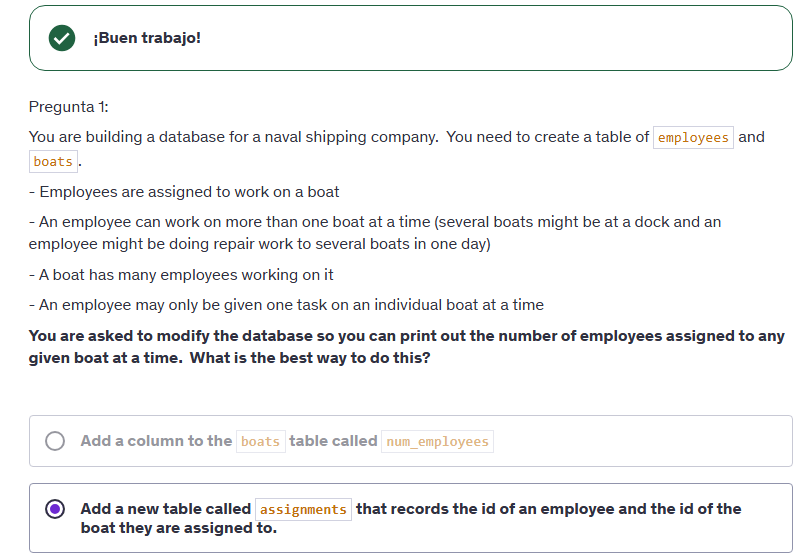 ¡Buen trabajo!
Pregunta 1:
You are building a database for a naval shipping company.  You need to create a table of employees and
boats.
- Employees are assigned to work on a boat
- An employee can work on more than one boat at a time (several boats might be at a dock and an
employee might be doing repair work to several boats in one day)
- A boat has many employees working on it
- An employee may only be given one task on an individual boat at a time
You are asked to modify the database so you can print out the number of employees assigned to any
given boat at a time.  What is the best way to do this?
Add a column to the boats table called num_employees
Add a new table called assignments that records the id of an employee and the id of the
boat they are assigned to.